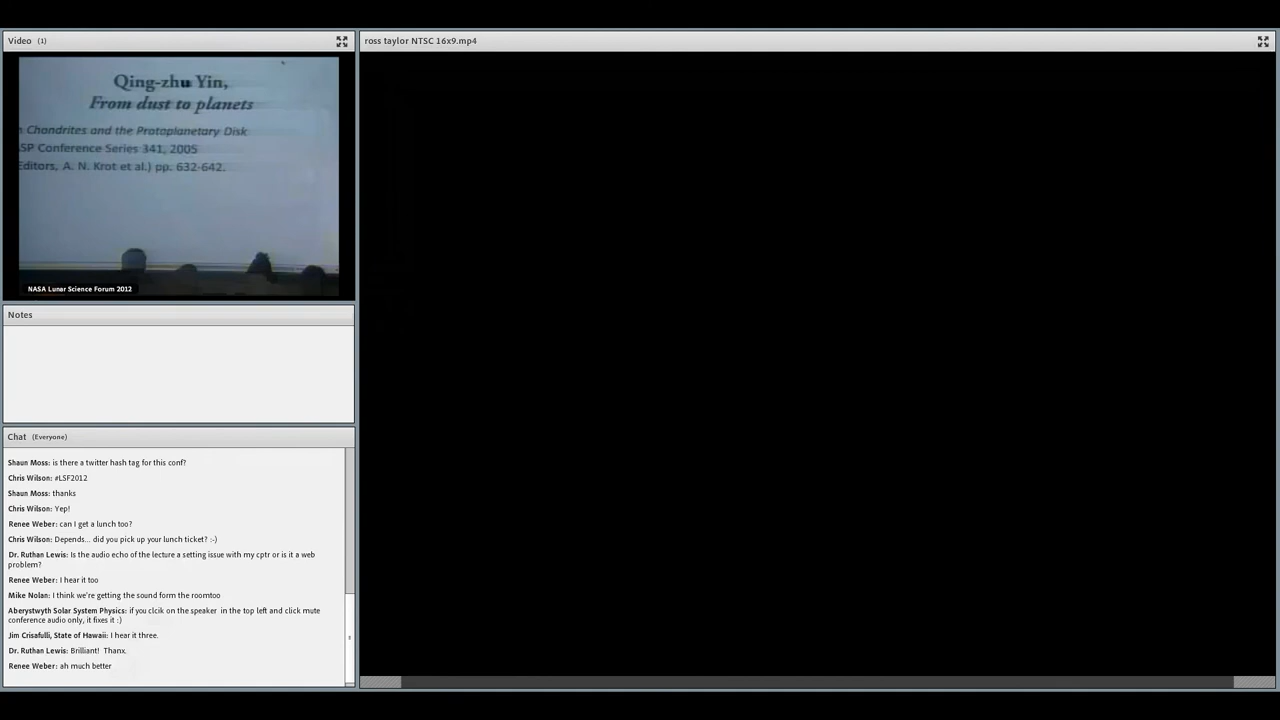 Video (1)
Qing-zhu Yin,
From dust to planets
Chondrites and the Protoplanetary Disk
SP Conference Series 341, 2005
Editors, A. N. Krot et al.) pp. 632-642.
NASA Lunar Science Forum 2012
Notes
Chat (Everyone)
Shaun Moss: is there a twitter hash tag for this conf?
Chris Wilson: #LSF2012
Shaun Moss: thanks
Chris Wilson: Yep!
Renee Weber: can I get a lunch too?
Chris Wilson: Depends... did you pick up your lunch ticket? :-)
Dr. Ruthan Lewis: Is the audio echo of the lecture a setting issue with my cptr or is it a web
problem?
Renee Weber: I hear it too
Mike Nolan: I think we're getting the sound form the roomtoo
Aberystwyth Solar System Physics: if you clcik on the speaker in the top left and click mute
conference audio only, it fixes it :)
Jim Crisafulli, State of Hawaii: I hear it three.
Dr. Ruthan Lewis: Brilliant! Thanx.
Renee Weber: ah much better
ross taylor NTSC 16x9.mp4